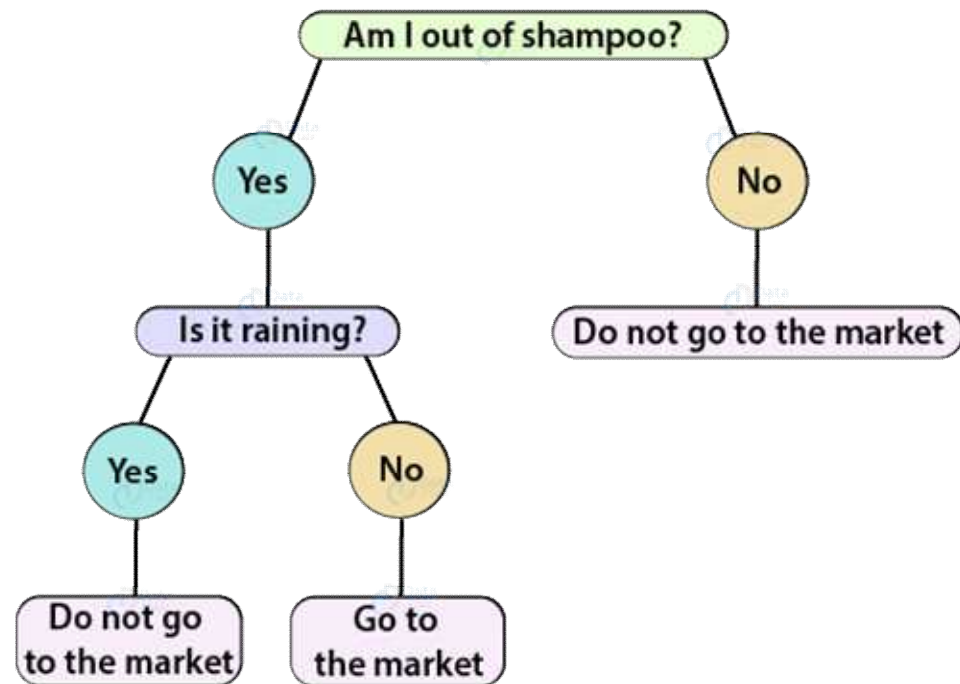 Am I out of shampoo?
Yes
No
Is it raining?
Do not go to the market
Yes
No
Do not go
to the market
Go to
the market